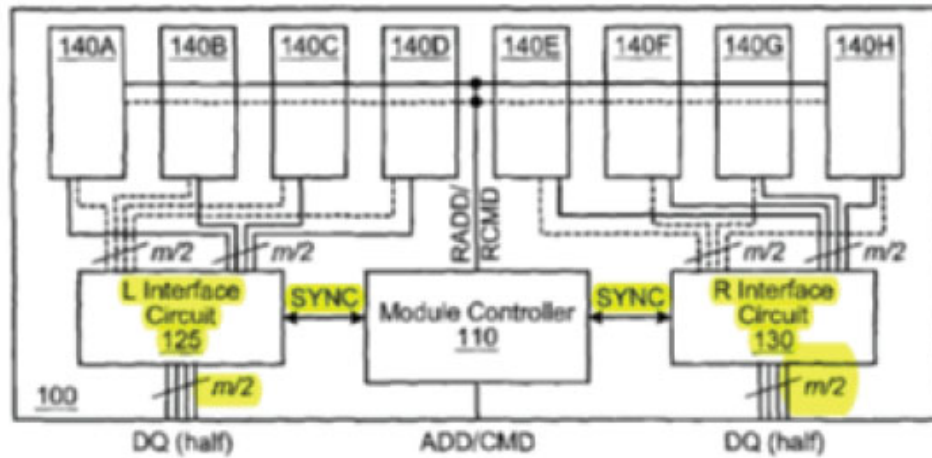 140A 140B 140C 140D 140E 140F 140G 140H
RADD/
RCMD
m/2 m/2 m/2 m/2
L Interface
Circuit
125
SYNC
Module Controller
110
SYNC
R Interface
Circuit
130
100
m/2 m/2
DQ (half) ADD/CMD DQ (half)